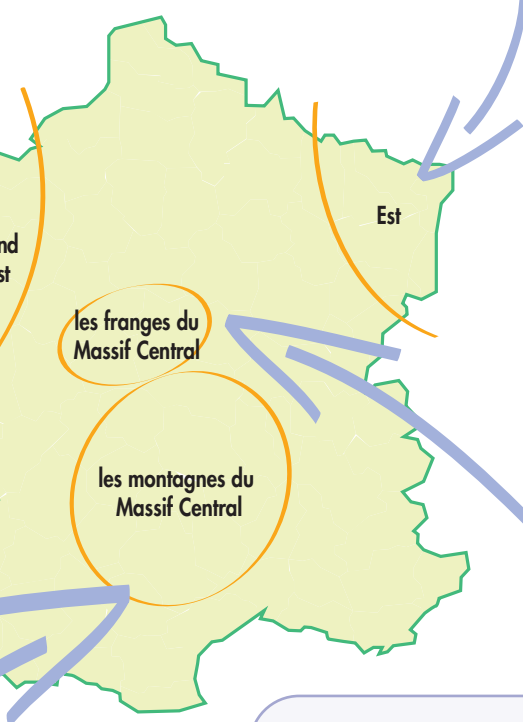 Est
nd
st
les franges du
Massif Central
les montagnes du
Massif Central